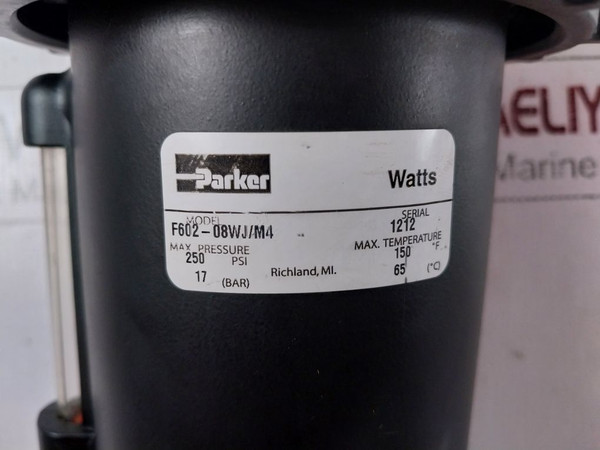 Parker
Watts
MODEL
F602-08WJ/M4
SERIAL
1212
MAX. PRESSURE
250 PSI
17 (BAR)
Richland, MI.
MAX. TEMPERATURE
150 °F
65 (°C)
AELIY
Marine